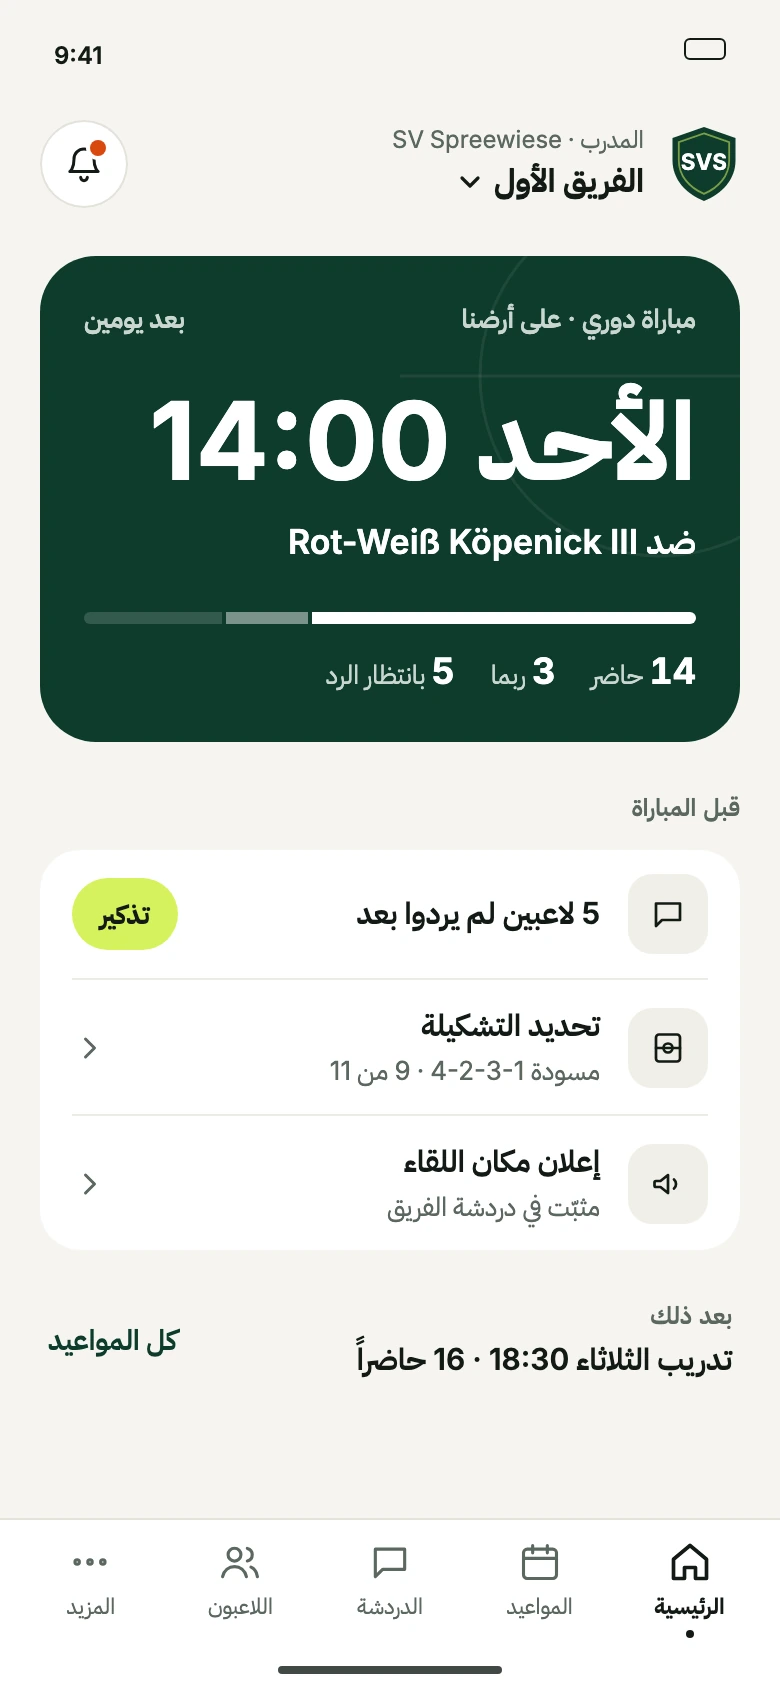 9:41
SVS
المدرب · SV Spreewiese
الفريق الأول
مباراة دوري · على أرضنا
بعد يومين
الأحد 14:00
ضد Rot-Weiß Köpenick III
14 حاضر
3 ربما
5 بانتظار الرد
قبل المباراة
5 لاعبين لم يردوا بعد
تذكير
تحديد التشكيلة
مسودة 4-2-3-1 · 9 من 11
إعلان مكان اللقاء
مثبّت في دردشة الفريق
بعد ذلك
تدريب الثلاثاء 18:30 · 16 حاضراً
كل المواعيد
الرئيسية
المواعيد
الدردشة
اللاعبون
المزيد